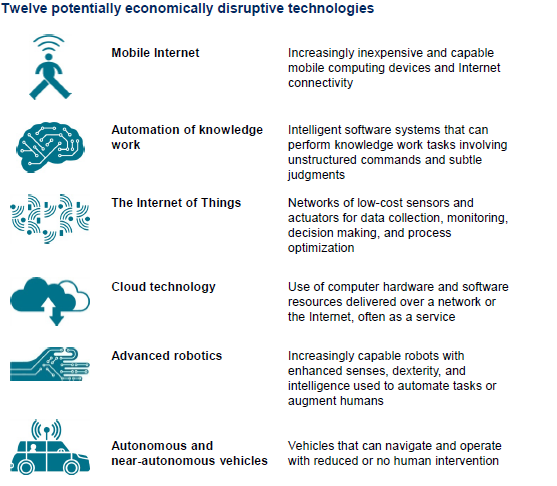 Twelve potentially economically disruptive technologies
Mobile Internet
Increasingly inexpensive and capable
mobile computing devices and Internet
connectivity
Automation of knowledge
work
Intelligent software systems that can
perform knowledge work tasks involving
unstructured commands and subtle
judgments
The Internet of Things
Networks of low-cost sensors and
actuators for data collection, monitoring,
decision making, and process
optimization
Cloud technology
Use of computer hardware and software
resources delivered over a network or
the Internet, often as a service
Advanced robotics
Increasingly capable robots with
enhanced senses, dexterity, and
intelligence used to automate tasks or
augment humans
Autonomous and
near-autonomous vehicles
Vehicles that can navigate and operate
with reduced or no human intervention